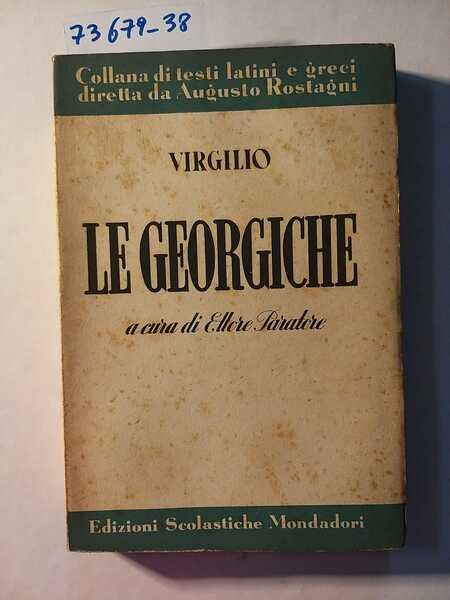 73679-38
Collana di testi latini e greci
diretta da Augusto Rostagni
VIRGILIO
LE GEORGICHE
a cura di Ettore Paratore
Edizioni Scolastiche Mondadori